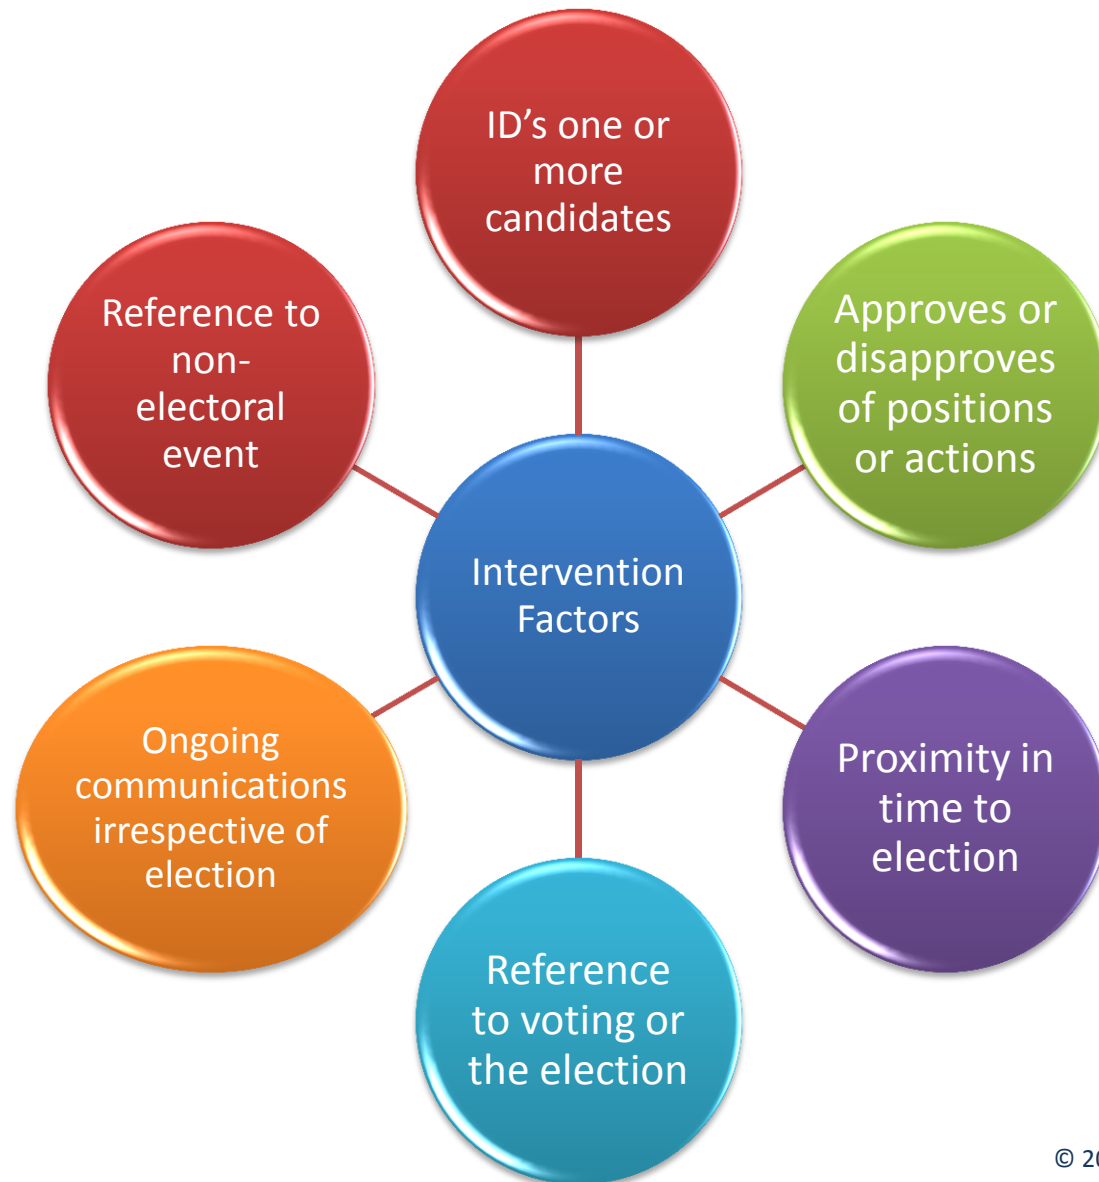 ID's one or
more
candidates
Approves or
disapproves
of positions
or actions
Proximity in
time to
election
Reference
to voting or
the election
Ongoing
communications
irrespective of
election
Reference to
non-
electoral
event
Intervention
Factors
©